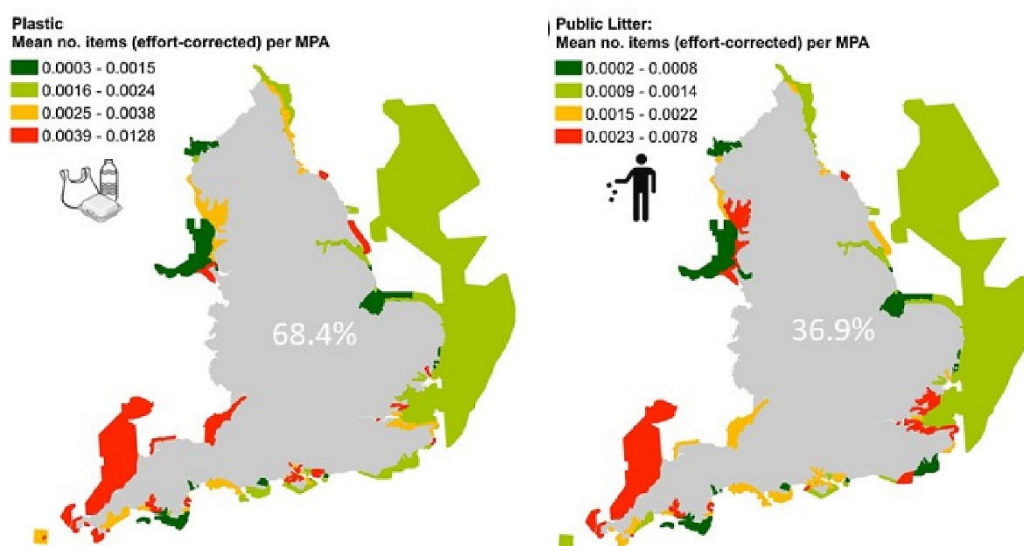 Plastic
Mean no. items (effort-corrected) per MPA
0.0003 - 0.0015
0.0016 - 0.0024
0.0025 - 0.0038
0.0039 - 0.0128
68.4%
Public Litter:
Mean no. items (effort-corrected) per MPA
0.0002 - 0.0008
0.0009 - 0.0014
0.0015 - 0.0022
0.0023 - 0.0078
36.9%